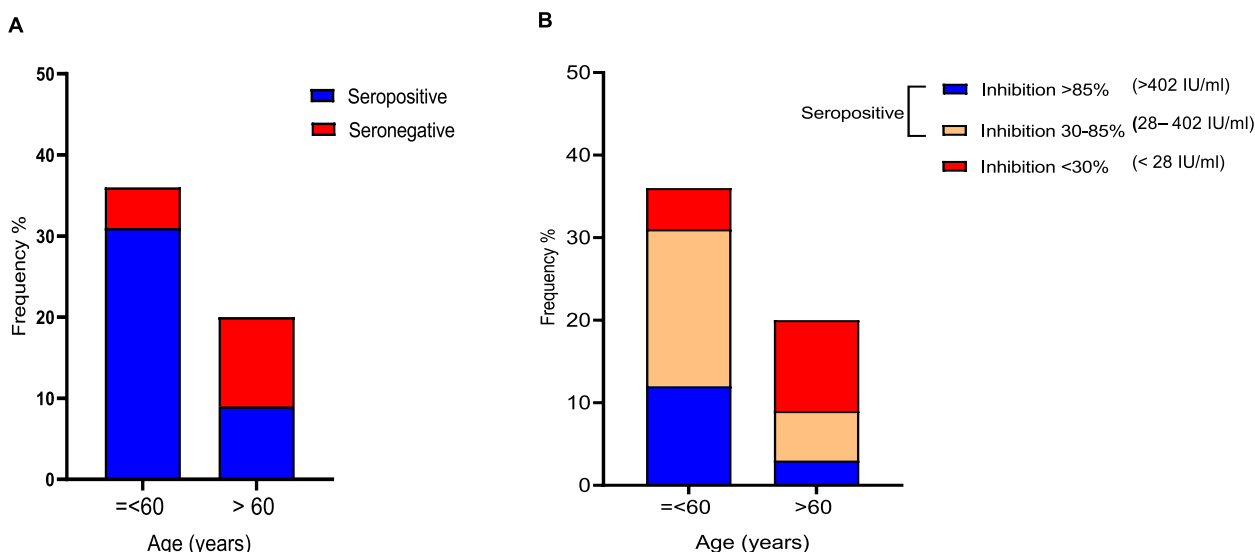 A
50
40
30
20
10
0
Frequency %
Seropositive
Seronegative
=<60
> 60
Age (years)
B
50
40
30
20
10
0
Frequency %
Seropositive
Inhibition >85% (>402 IU/ml)
Inhibition 30-85% (28– 402 IU/ml)
Inhibition <30% (< 28 IU/ml)
=<60
>60
Age (years)